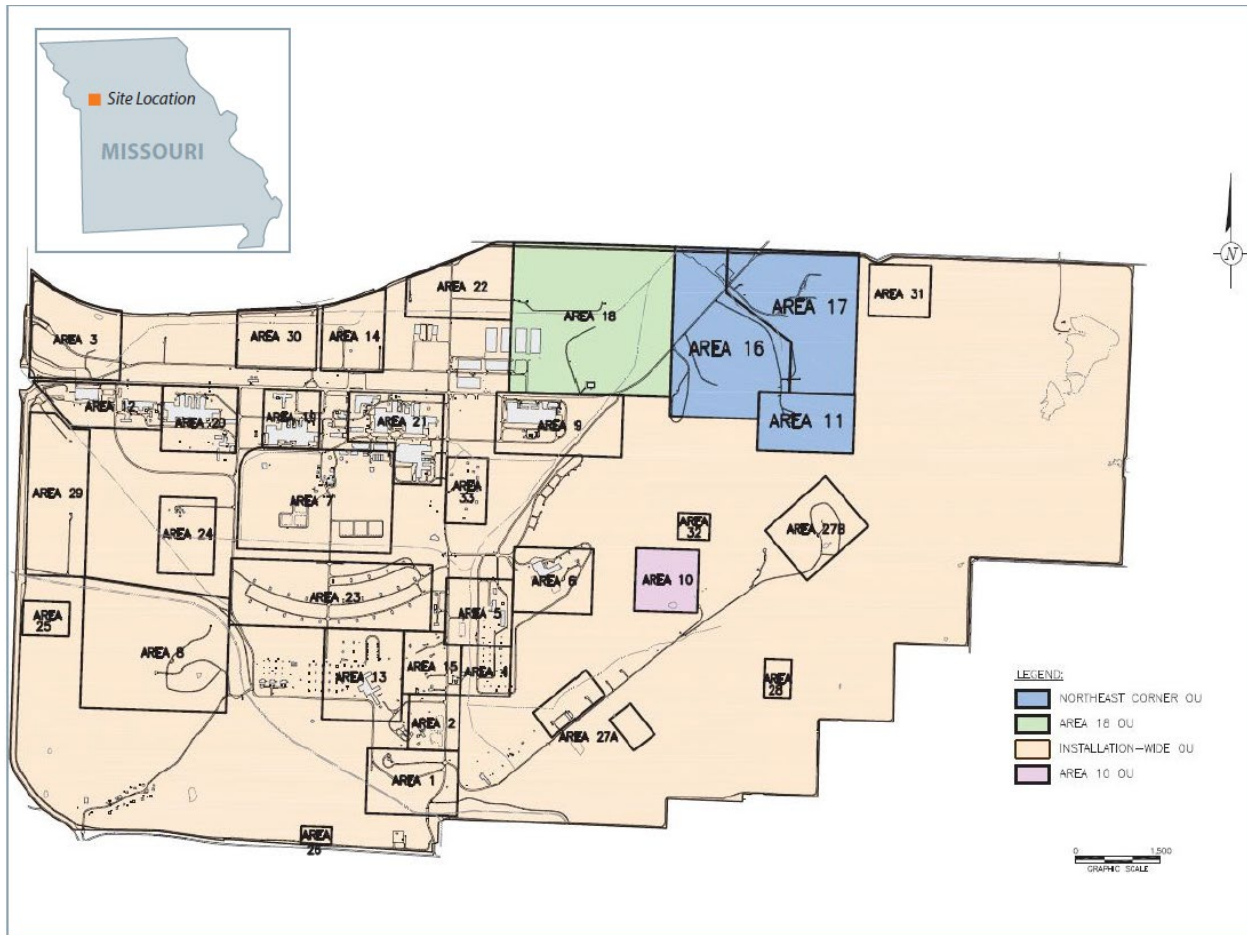 Site Location
MISSOURI
N
AREA 22
AREA 18
AREA 17
AREA 31
AREA 3
AREA 30
AREA 14
AREA 16
AREA 12
AREA 20
AREA 19
AREA 21
AREA 9
AREA 11
AREA 29
AREA 7
AREA
33
AREA 24
AREA
32
AREA 27B
AREA 6
AREA 10
AREA 23
AREA 5
AREA
25
AREA 8
AREA 13
AREA 15
AREA 4
AREA
28
AREA 2
AREA 27A
AREA 1
AREA
26
LEGEND:
NORTHEAST CORNER OU
AREA 18 OU
INSTALLATION-WIDE OU
AREA 10 OU
0 1,500
GRAPHIC SCALE